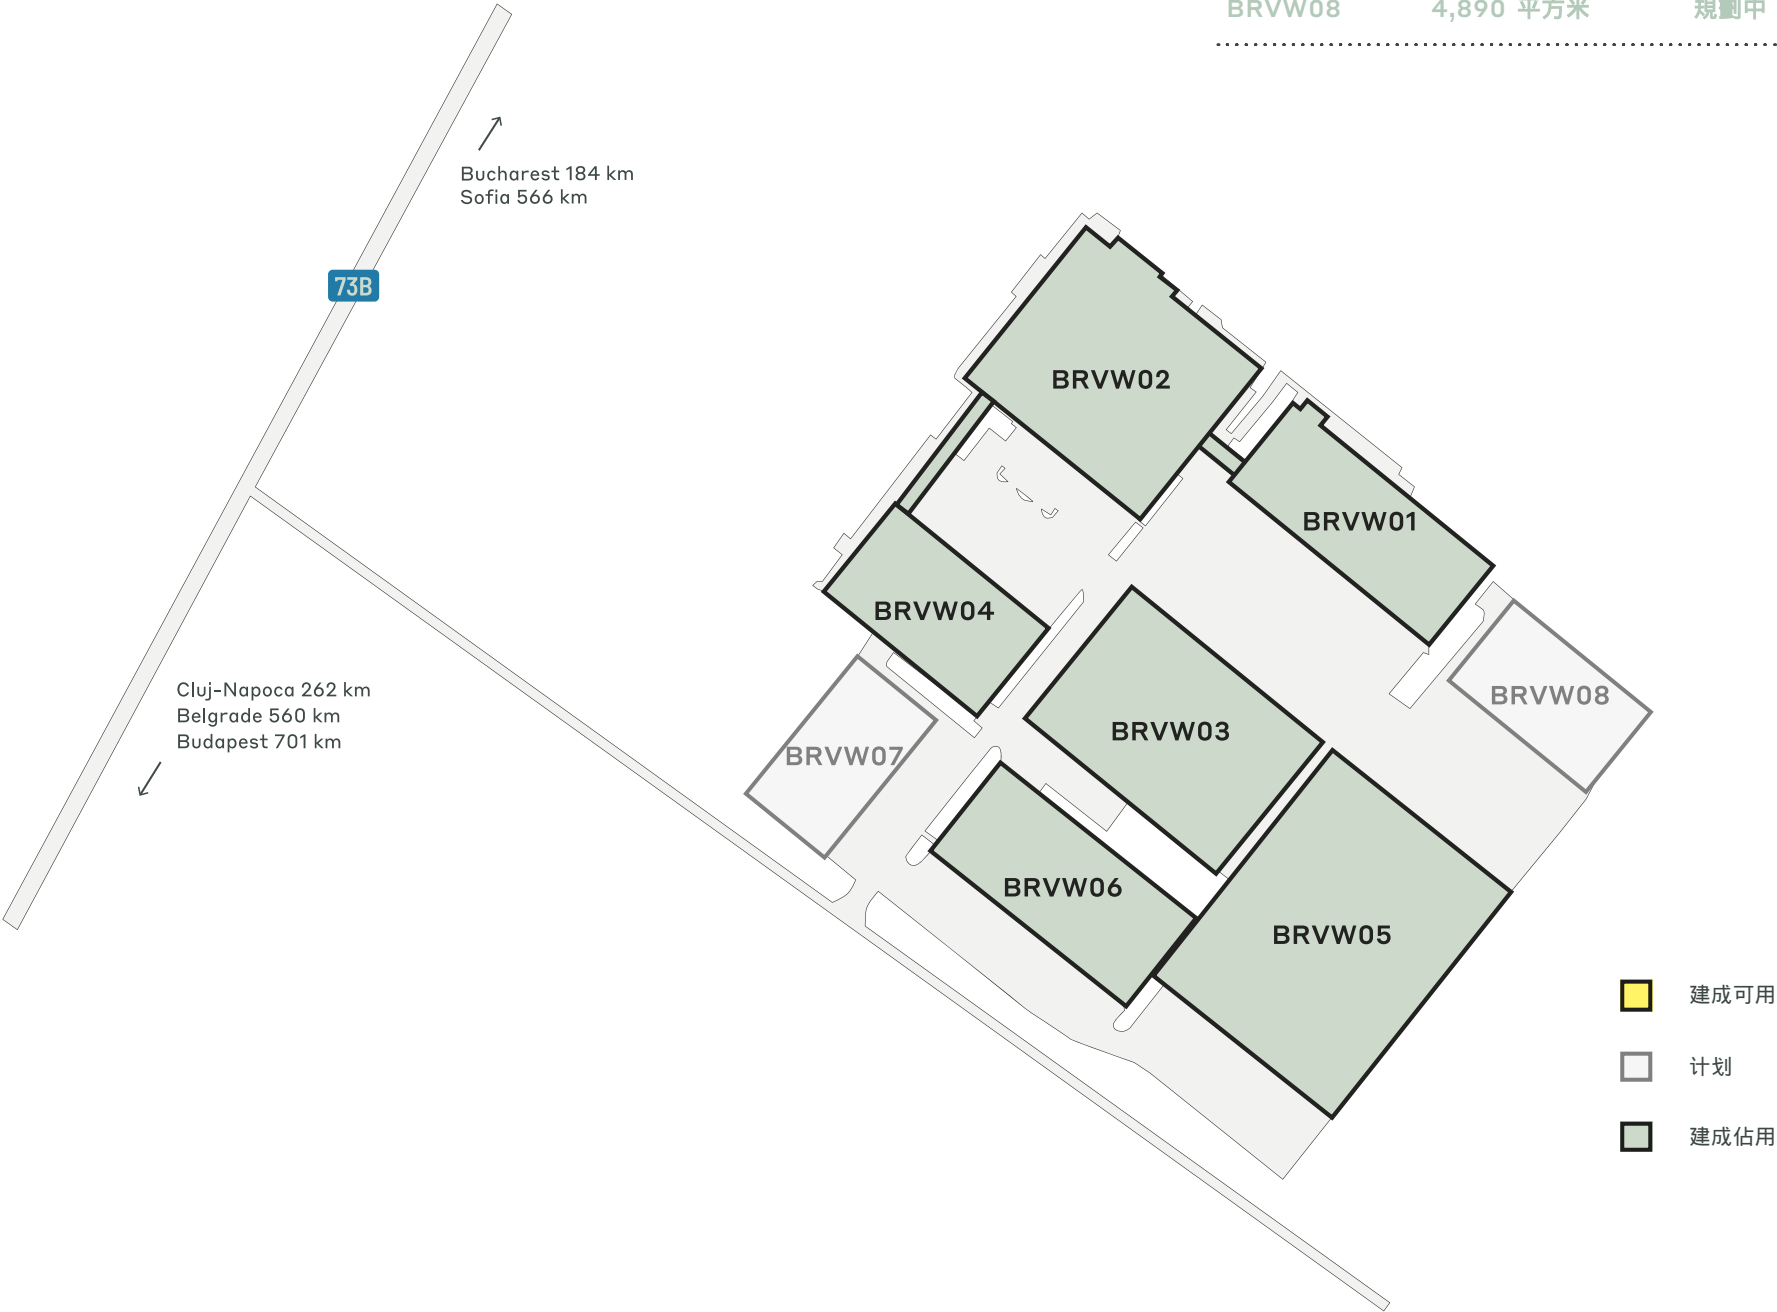 BRVW08 4,890 平方米 規劃中
Bucharest 184 km
Sofia 566 km
73B
BRVW02
BRVW01
BRVW04
Cluj-Napoca 262 km
Belgrade 560 km
Budapest 701 km
BRVW08
BRVW03
BRVW07
BRVW06
BRVW05
建成可用
计划
建成佔用